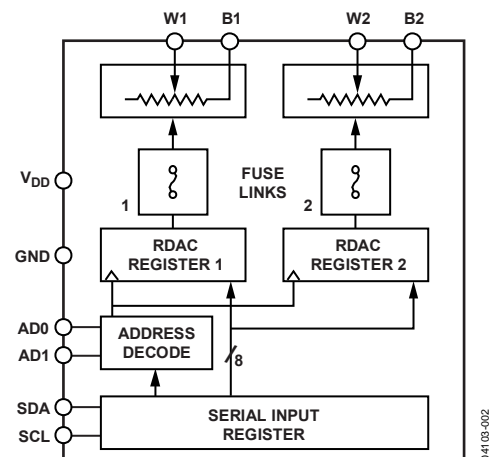 W1 B1 W2 B2
V_DD
1
FUSE
LINKS
2
GND
RDAC
REGISTER 1
RDAC
REGISTER 2
AD0
AD1
ADDRESS
DECODE
8
SDA
SCL
SERIAL INPUT
REGISTER
04103-002